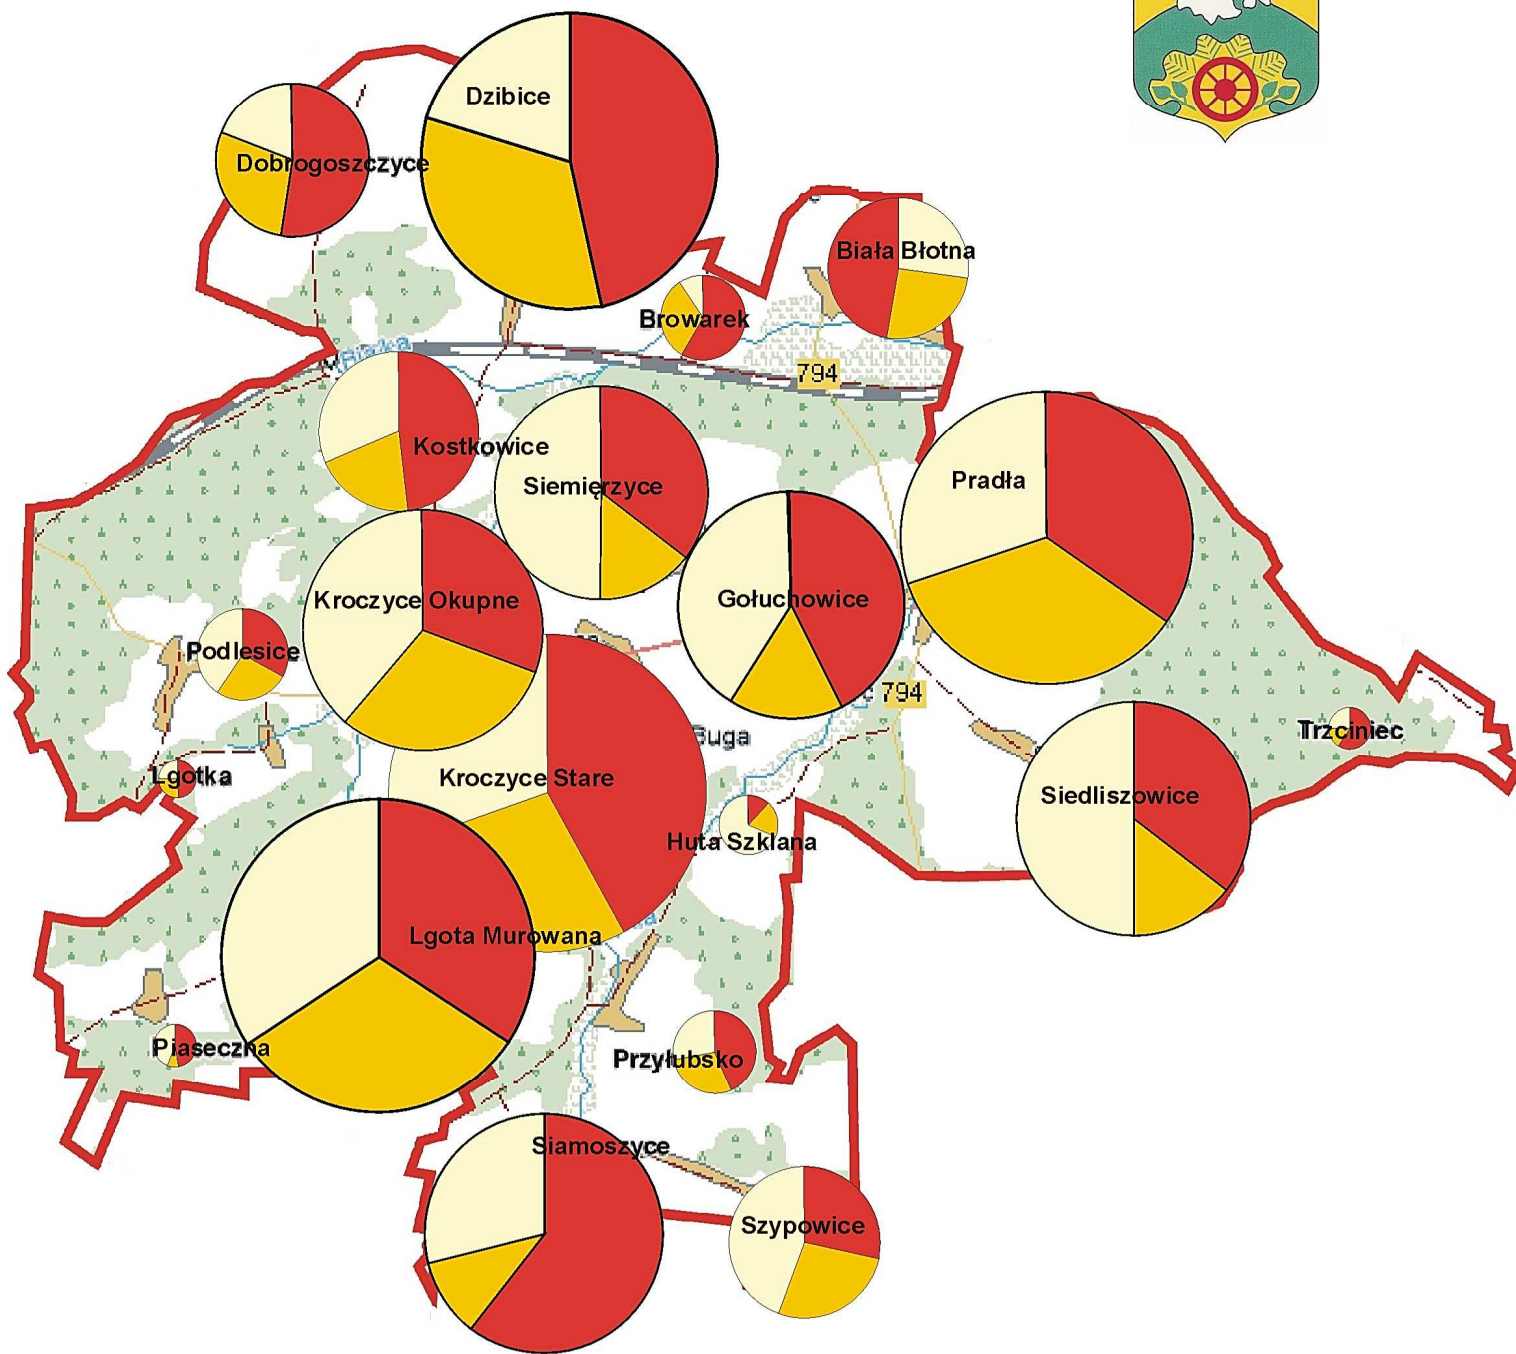 Dzibice
Dobrogoszczyce
Biała Błotna
Browarek
Białka
794
Kostkowice
Pradła
Siemięrzyce
Gołuchowice
Kroczyce Okupne
Podlesice
794
Trzciniec
Lgotka
Kroczyce Stare
Siedliszowice
Huta Szklana
Lgota Murowana
Piaseczna
Przyłubsko
Siamoszyce
Szypowice